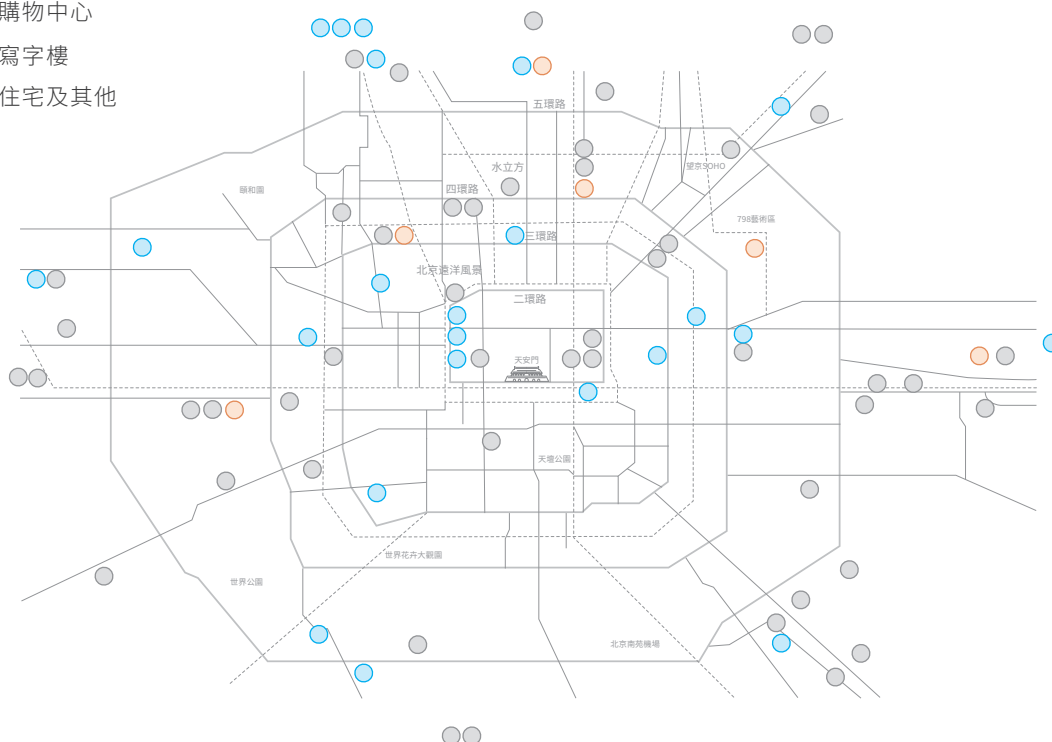 購物中心
寫字樓
住宅及其他
五環路
水立方
望京SOHO
四環路
頤和園
798藝術區
三環路
北京遠洋風景
二環路
天安門
天壇公園
世界花卉大觀園
世界公園
北京南苑機場